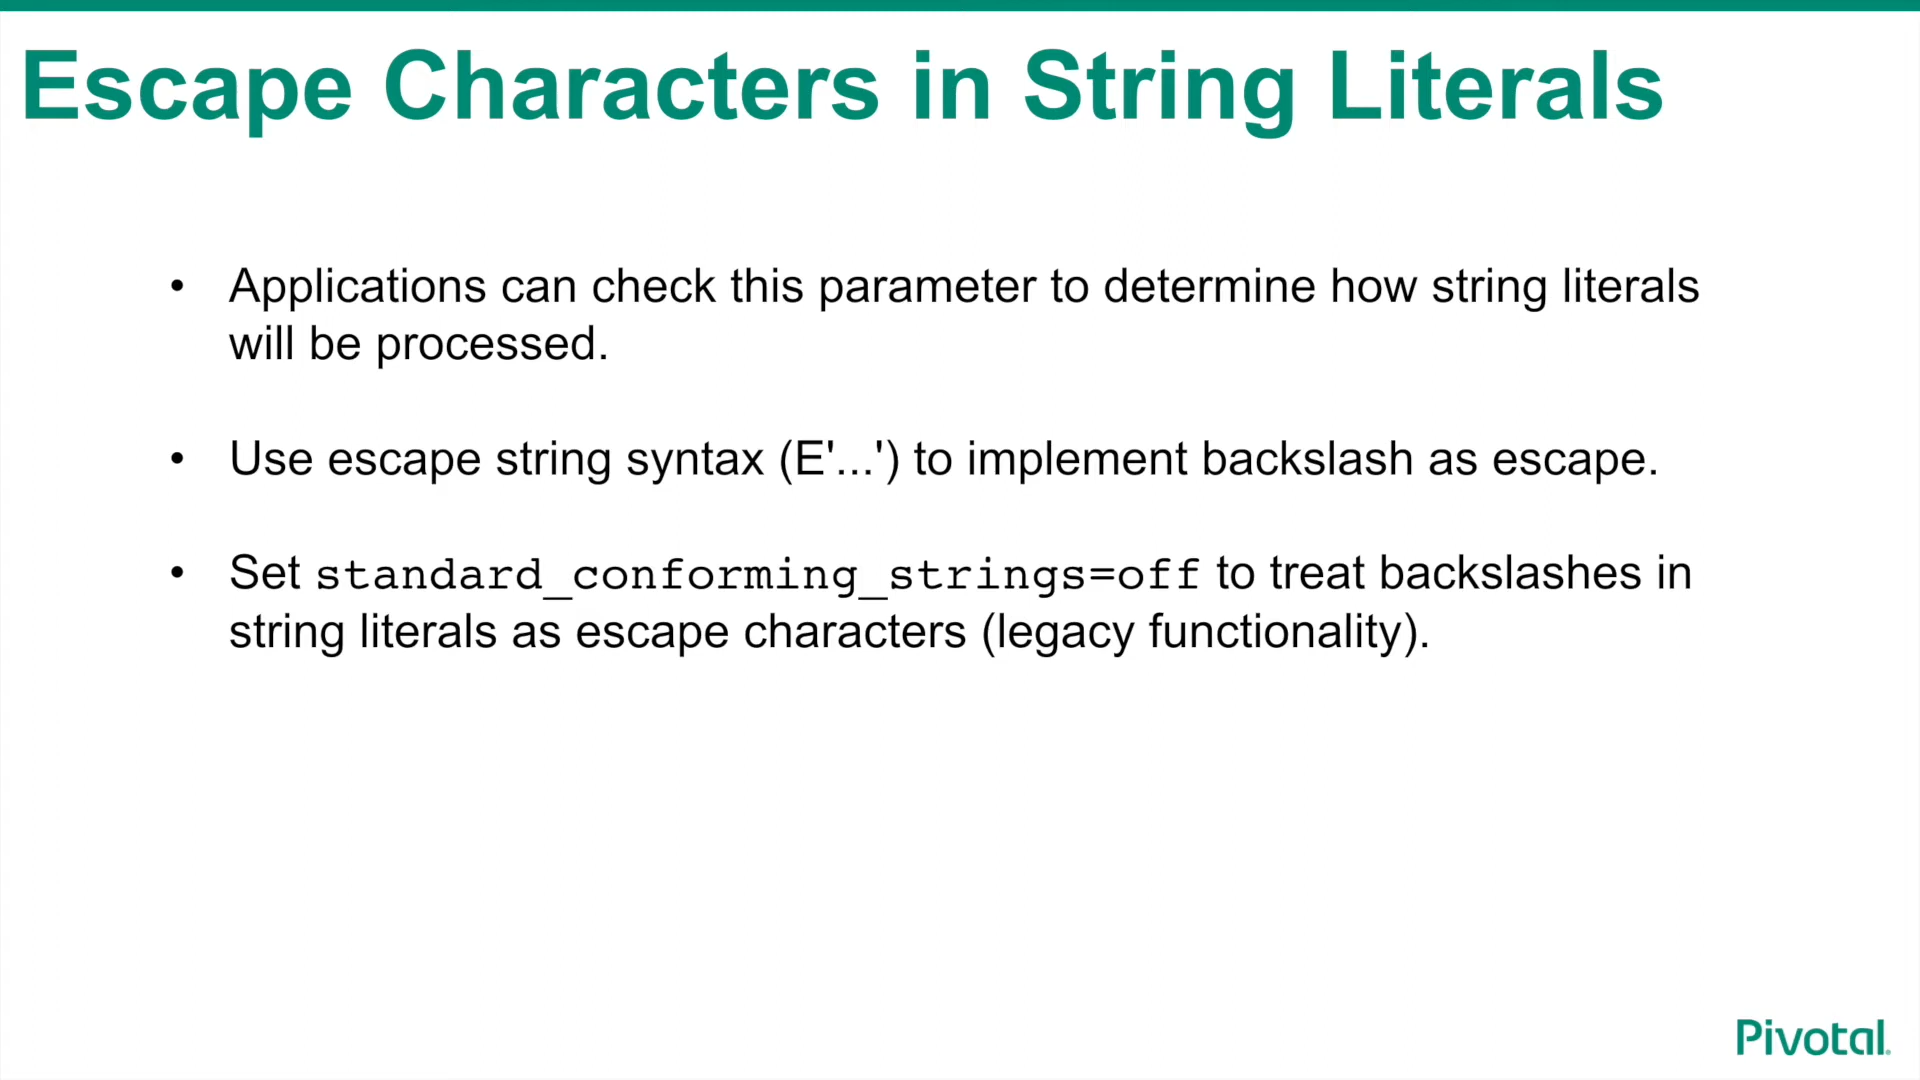 Escape Characters in String Literals
• Applications can check this parameter to determine how string literals
will be processed.
• Use escape string syntax (E'...') to implement backslash as escape.
• Set standard_conforming_strings=off to treat backslashes in
string literals as escape characters (legacy functionality).
Pivotal.